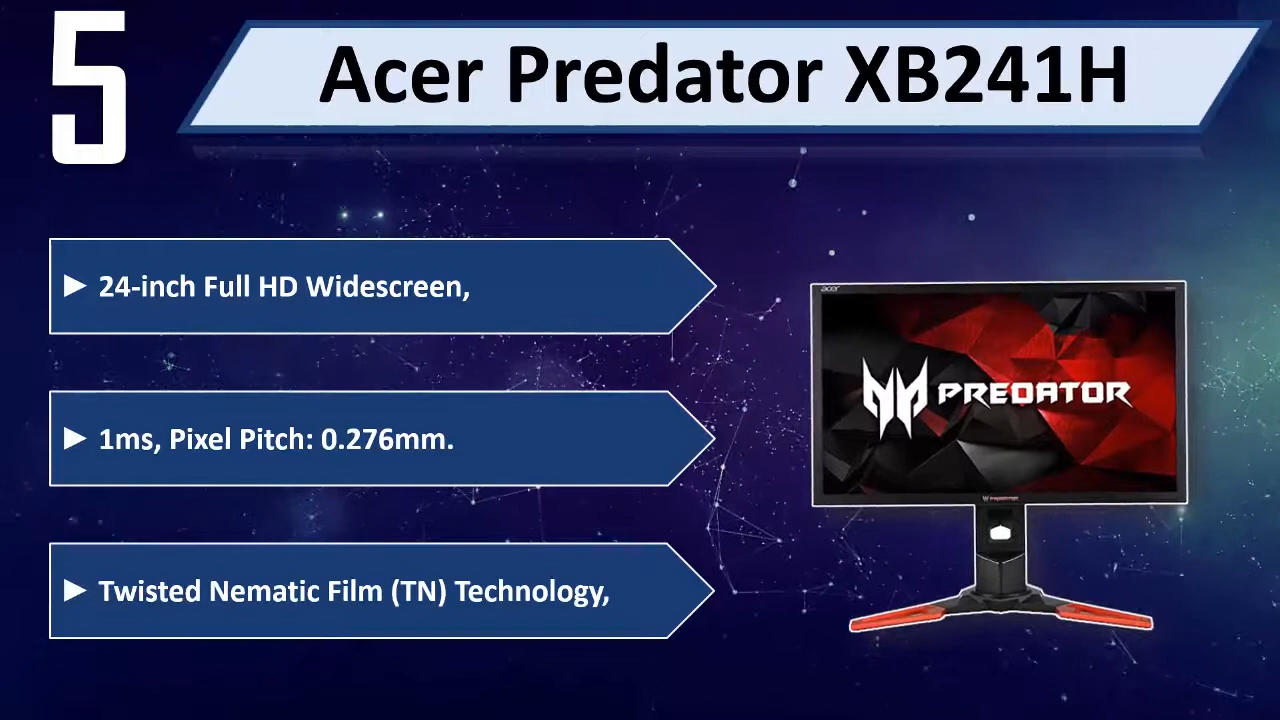 5
Acer Predator XB241H
► 24-inch Full HD Widescreen,
► 1ms, Pixel Pitch: 0.276mm.
► Twisted Nematic Film (TN) Technology,
acer
PREDATOR
PREDATOR